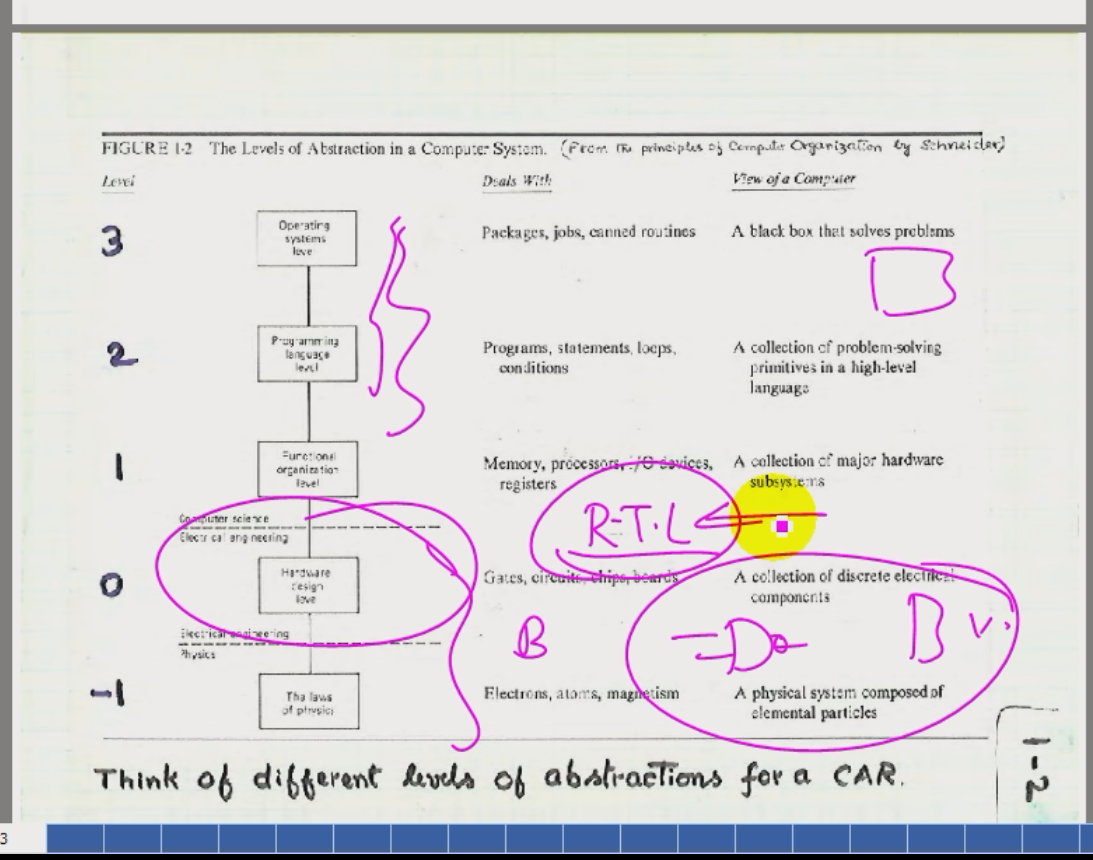 FIGURE 1-2 The Levels of Abstraction in a Computer System. (From the principles of Computer Organization by Schneider)
Level Deals With View of a Computer
3 Operating systems level Packages, jobs, canned routines A black box that solves problems
2 Programming language level Programs, statements, loops, A collection of problem-solving
conditions primitives in a high-level
language
1 Functional organization level Memory, processors, I/O devices, A collection of major hardware
registers subsystems
R.T.L
Computer science
Electrical engineering
0 Hardware design level Gates, circuits, chips, boards A collection of discrete electrical
components
B
Electrical engineering
Physics
-1 The laws of physics Electrons, atoms, magnetism A physical system composed of
elemental particles
1-2
Think of different levels of abstractions for a CAR.
3